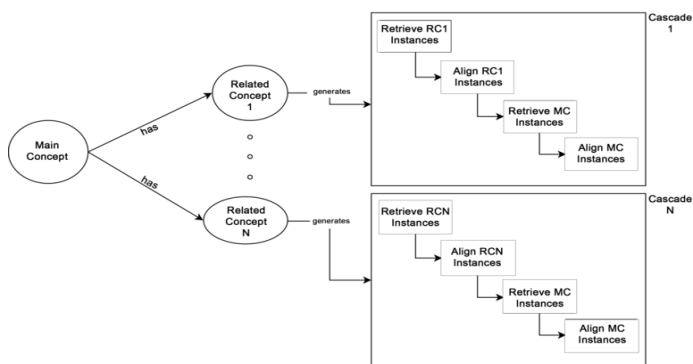 Main
Concept
has
has
Related
Concept
1
Related
Concept
N
generates
generates
Cascade
1
Retrieve RC1
Instances
Align RC1
Instances
Retrieve MC
Instances
Align MC
Instances
Cascade
N
Retrieve RCN
Instances
Align RCN
Instances
Retrieve MC
Instances
Align MC
Instances